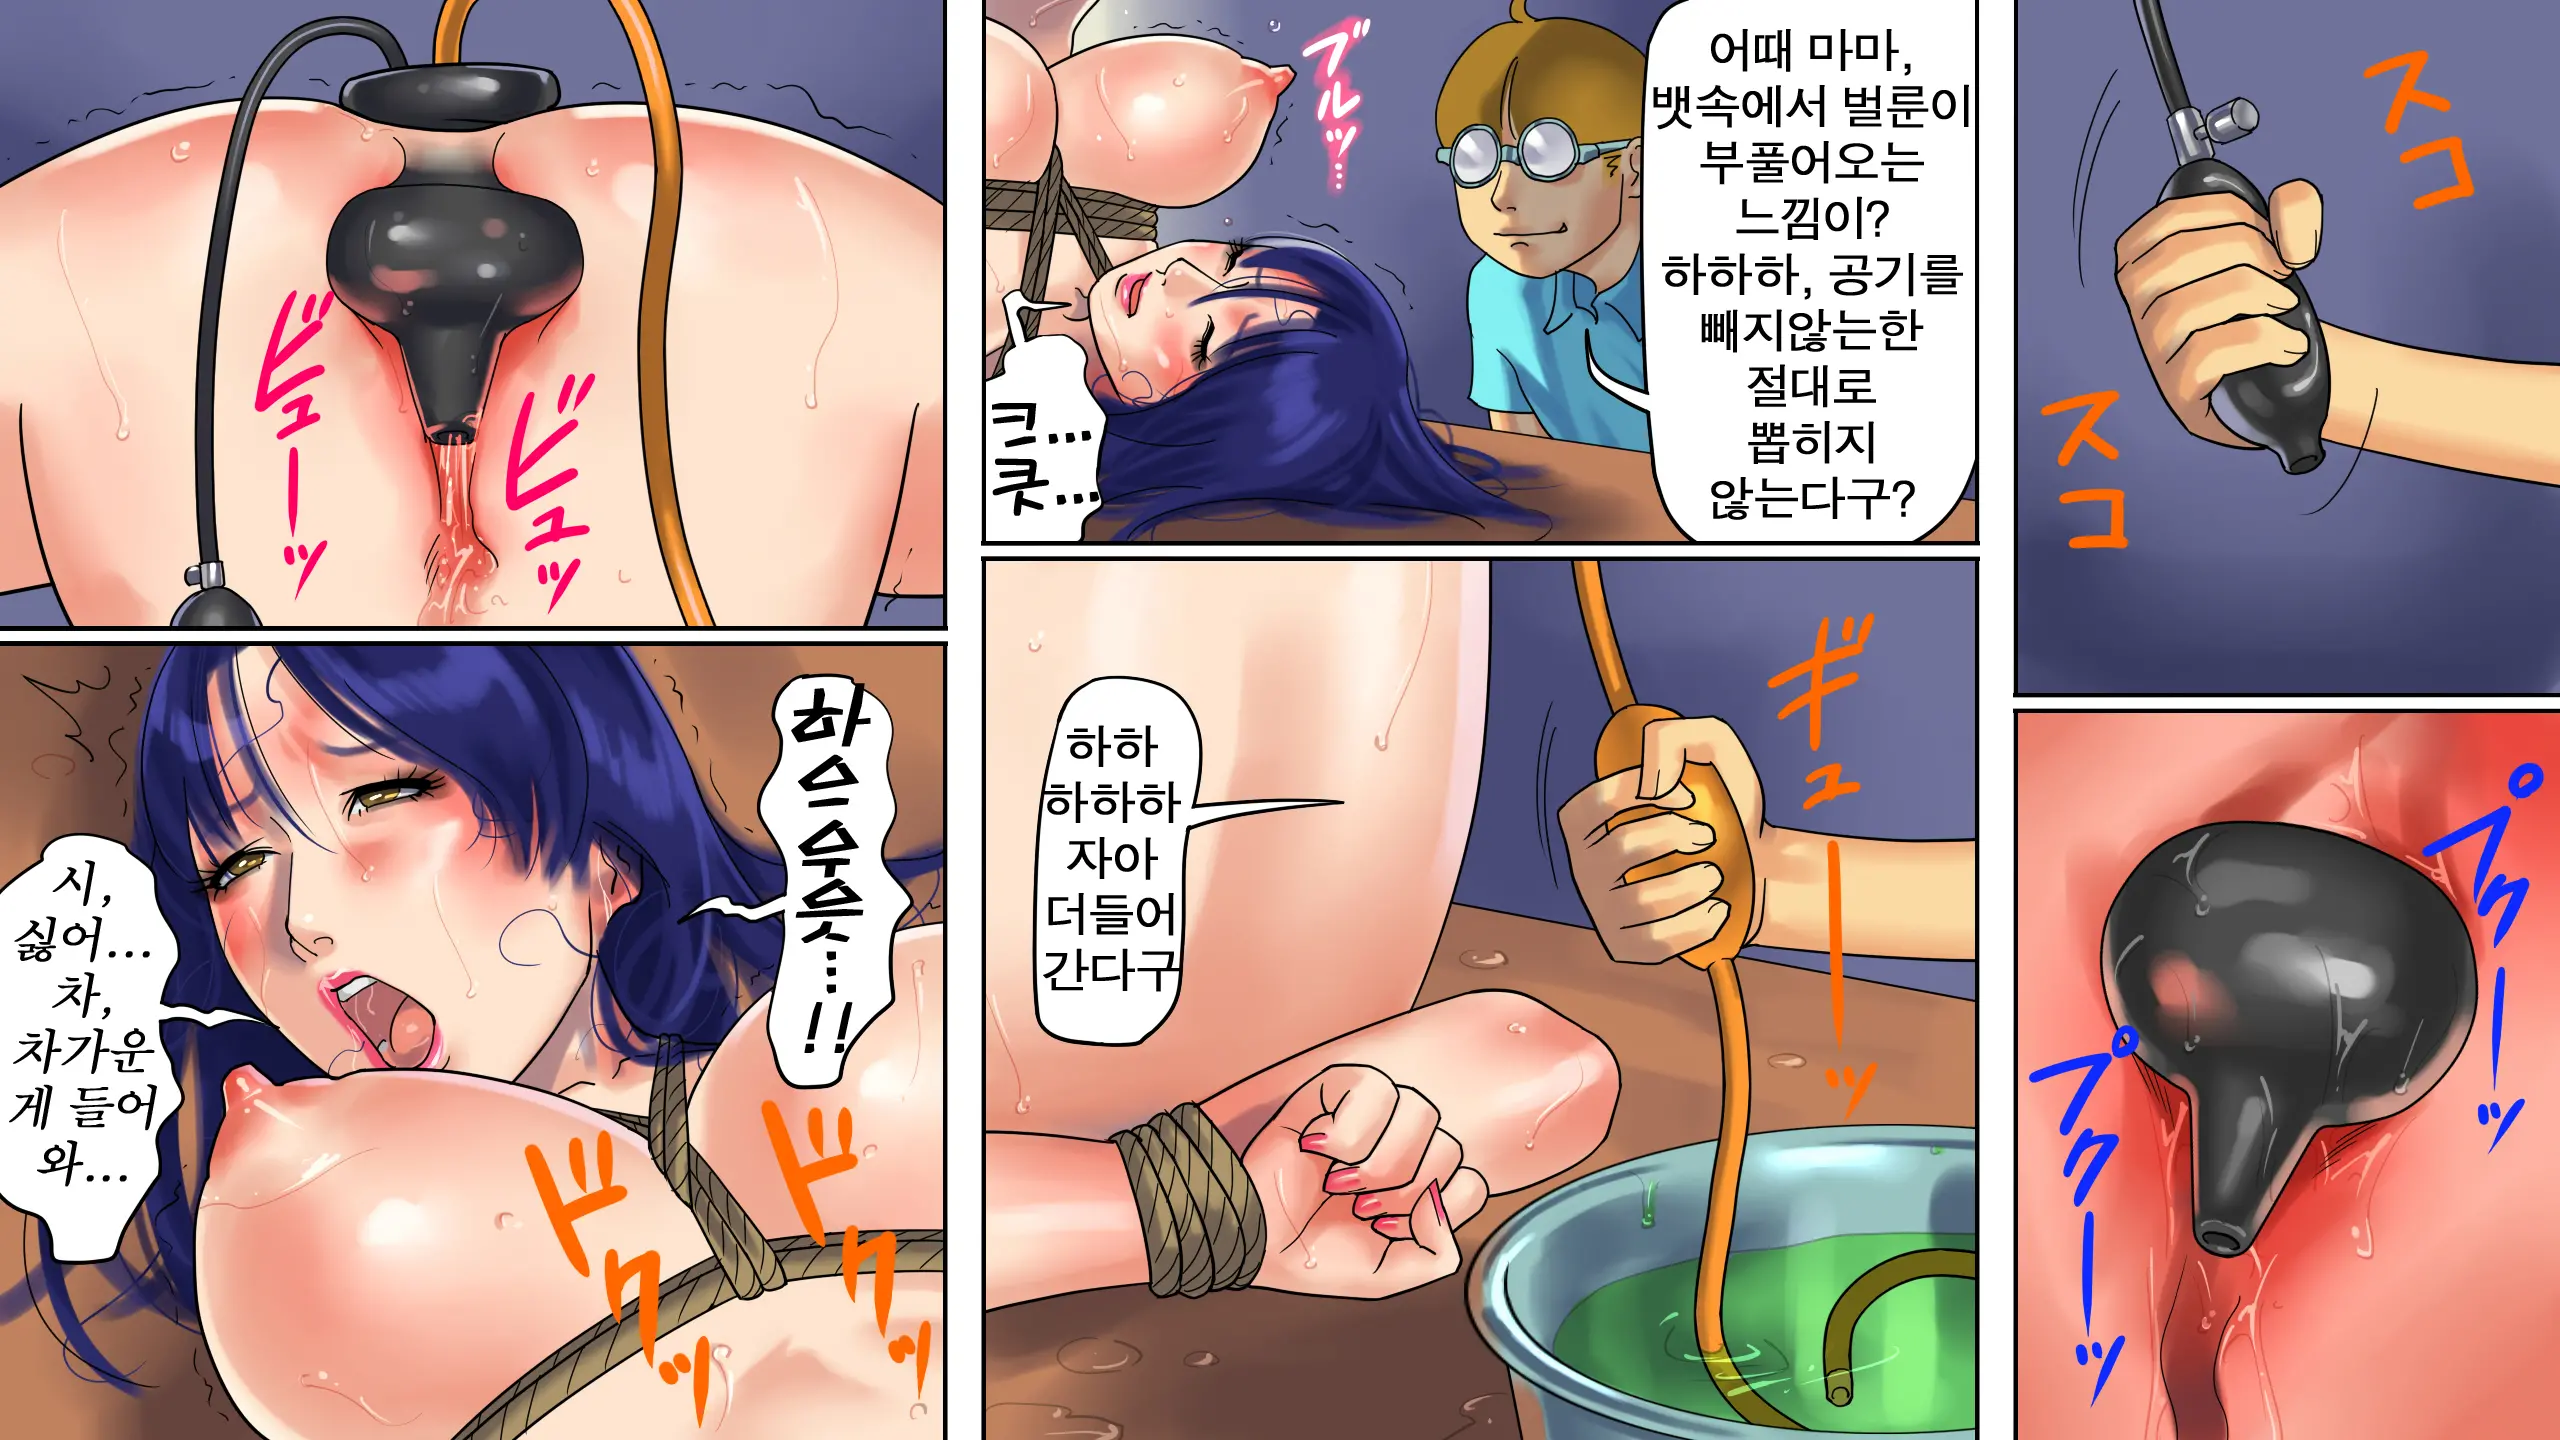 スコ
スコ
プクーッ
プクーッ
어때 마마,
뱃속에서 벌룬이
부풀어오는
느낌이?
하하하, 공기를
빼지않는한
절대로
뽑히지
않는다구?
ブルッ…
크…
큿…
ギューッ
하하
하하하
자아
더들어
간다구
ビューーッ
ビュッ
하으우읏…!!
시,
싫어…
차,
차가운
게 들어
와…
ドクッ
ドクッ